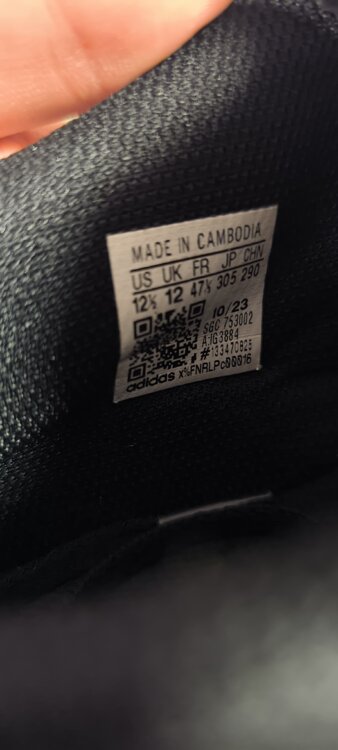 MADE IN CAMBODIA
US UK FR JP CHN
12½ 12 47⅓ 305 290
10/23
SGC 753002
A:IG3884
adidas